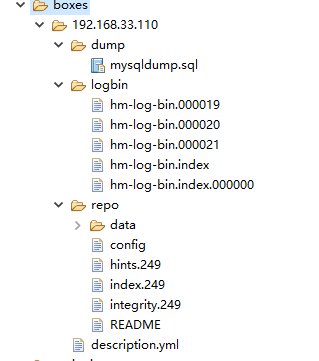 boxes
192.168.33.110
dump
mysqldump.sql
logbin
hm-log-bin.000019
hm-log-bin.000020
hm-log-bin.000021
hm-log-bin.index
hm-log-bin.index.000000
repo
data
config
hints.249
index.249
integrity.249
README
description.yml